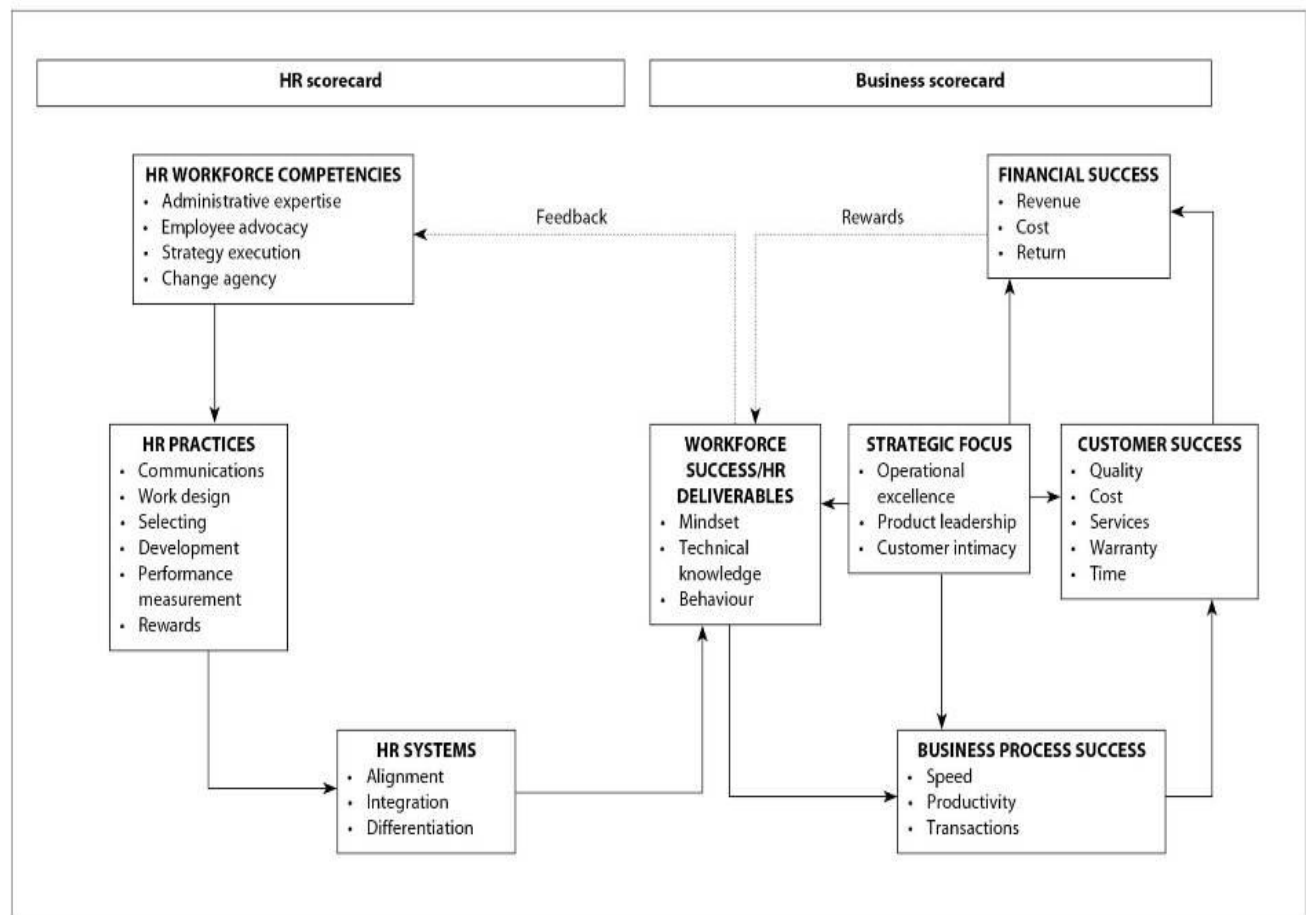 HR scorecard
Business scorecard
HR WORKFORCE COMPETENCIES
• Administrative expertise
• Employee advocacy
• Strategy execution
• Change agency
Feedback
Rewards
FINANCIAL SUCCESS
• Revenue
• Cost
• Return
HR PRACTICES
• Communications
• Work design
• Selecting
• Development
• Performance
measurement
• Rewards
WORKFORCE
SUCCESS/HR
DELIVERABLES
• Mindset
• Technical
knowledge
• Behaviour
STRATEGIC FOCUS
• Operational
excellence
• Product leadership
• Customer intimacy
CUSTOMER SUCCESS
• Quality
• Cost
• Services
• Warranty
• Time
HR SYSTEMS
• Alignment
• Integration
• Differentiation
BUSINESS PROCESS SUCCESS
• Speed
• Productivity
• Transactions